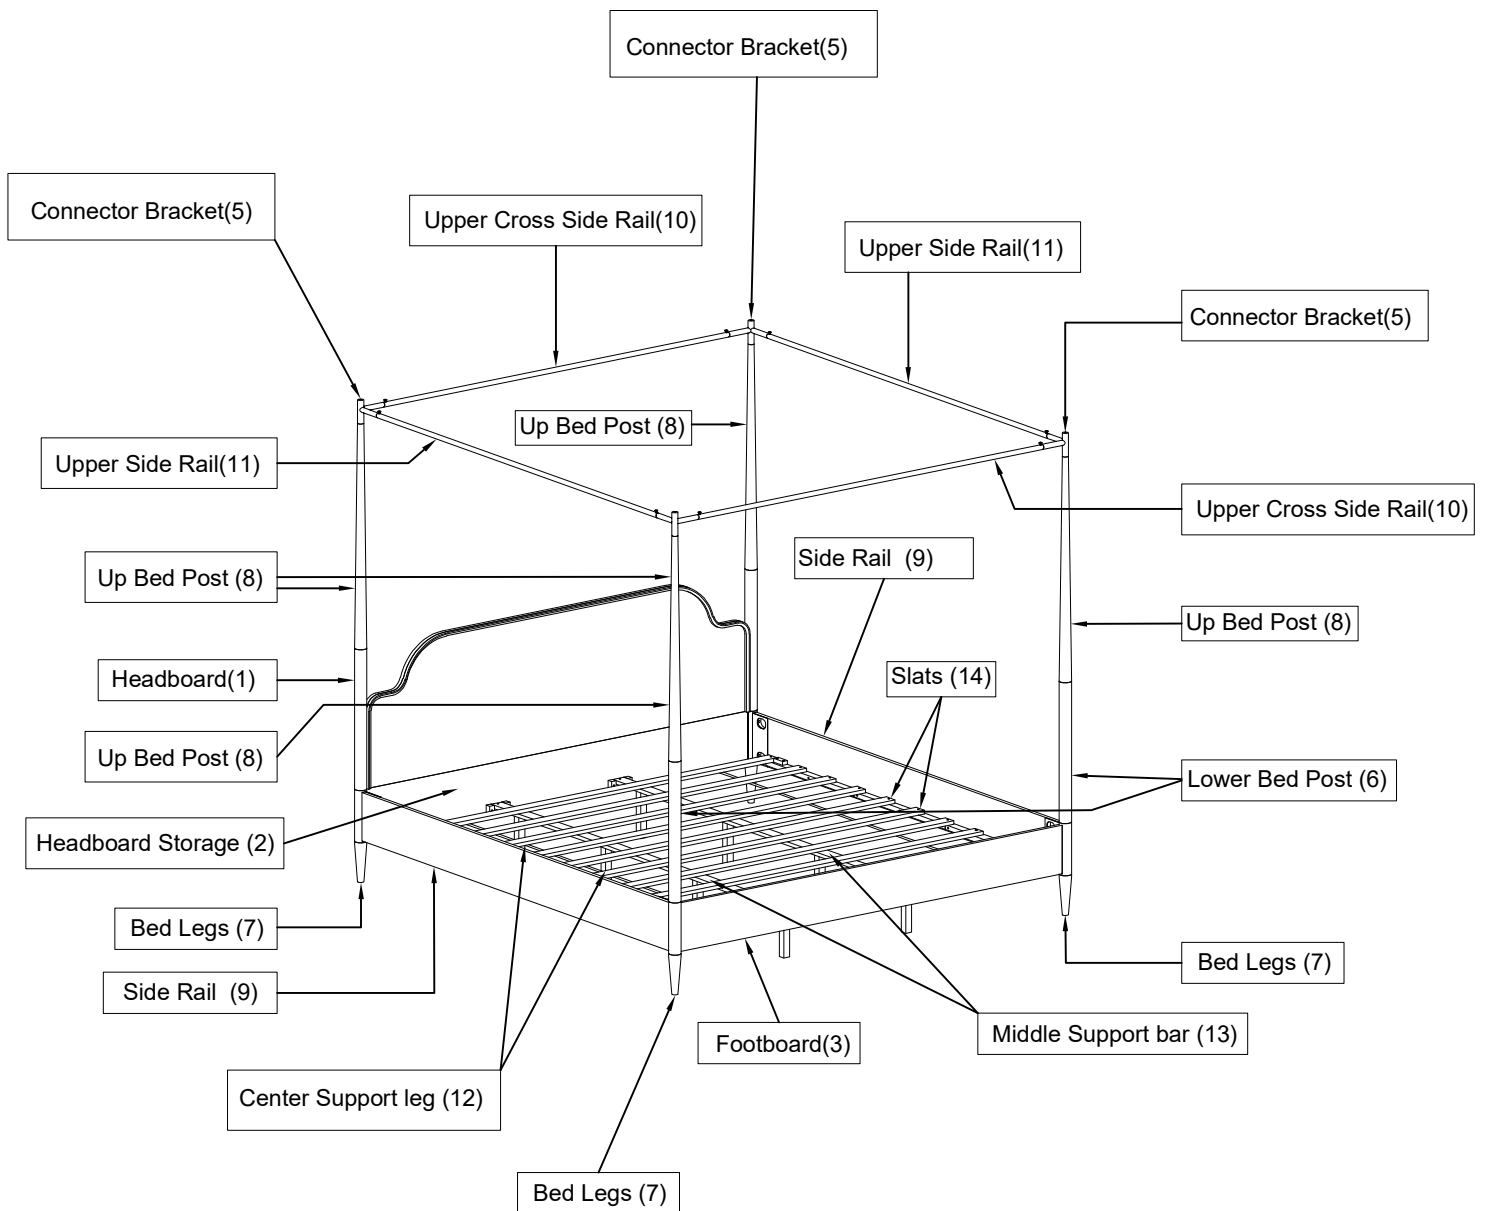 Connector Bracket(5)
Connector Bracket(5)
Upper Cross Side Rail(10)
Upper Side Rail(11)
Connector Bracket(5)
Up Bed Post (8)
Upper Side Rail(11)
Upper Cross Side Rail(10)
Side Rail (9)
Up Bed Post (8)
Up Bed Post (8)
Headboard(1)
Slats (14)
Up Bed Post (8)
Lower Bed Post (6)
Headboard Storage (2)
Bed Legs (7)
Bed Legs (7)
Side Rail (9)
Footboard(3)
Middle Support bar (13)
Center Support leg (12)
Bed Legs (7)